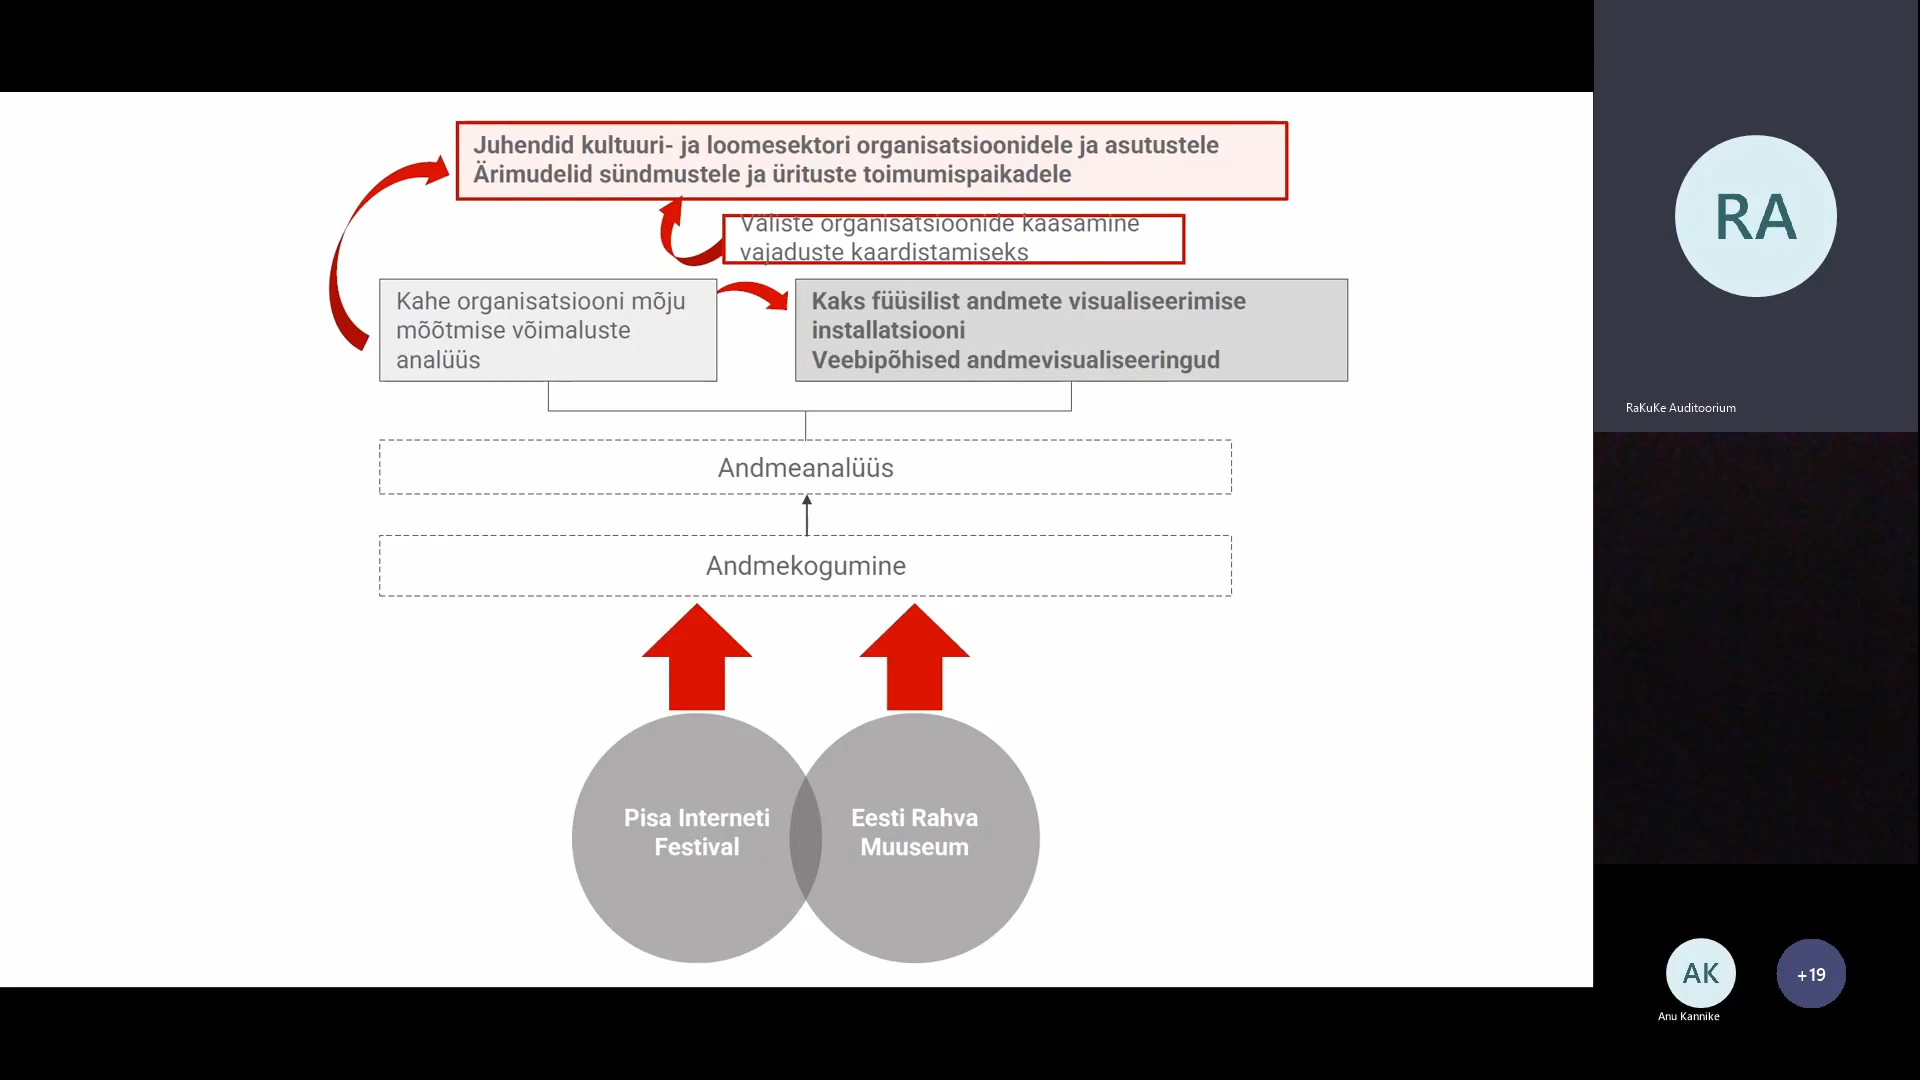 Juhendid kultuuri- ja loomesektori organisatsioonidele ja asutustele
Ärimudelid sündmustele ja ürituste toimumispaikadele
Väliste organisatsioonide kaasamine
vajaduste kaardistamiseks
Kahe organisatsiooni mõju
mõõtmise võimaluste
analüüs
Kaks füüsilist andmete visualiseerimise
installatsiooni
Veebipõhised andmevisualiseeringud
Andmeanalüüs
Andmekogumine
Pisa Interneti
Festival
Eesti Rahva
Muuseum
RA
RaKuKe Auditoorium
AK
+19
Anu Kannike